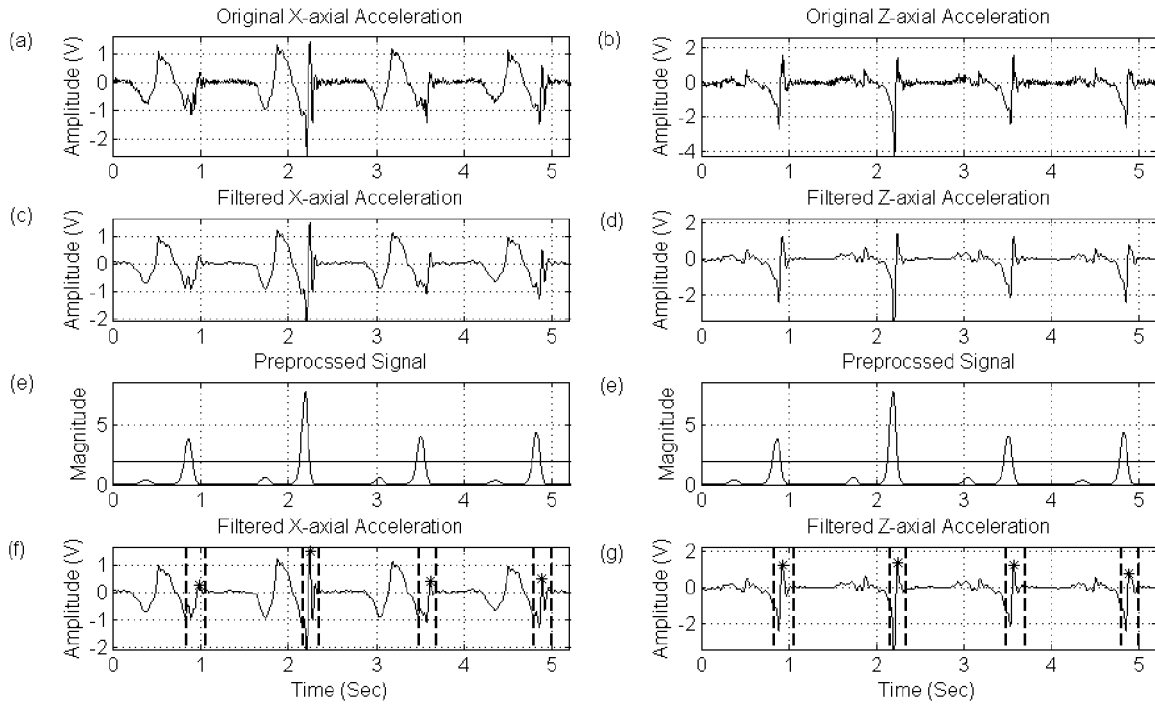 Original X-axial Acceleration
(a)
Amplitude (V)
1
0
-1
-2
0 1 2 3 4 5
Original Z-axial Acceleration
(b)
Amplitude (V)
2
0
-2
-4
0 1 2 3 4 5
Filtered X-axial Acceleration
(c)
Amplitude (V)
1
0
-1
-2
0 1 2 3 4 5
Filtered Z-axial Acceleration
(d)
Amplitude (V)
2
0
-2
0 1 2 3 4 5
Preprocssed Signal
(e)
Magnitude
5
0
0 1 2 3 4 5
Preprocssed Signal
(e)
Magnitude
5
0
0 1 2 3 4 5
Filtered X-axial Acceleration
(f)
Amplitude (V)
1
0
-1
-2
0 1 2 3 4 5
Time (Sec)
Filtered Z-axial Acceleration
(g)
Amplitude (V)
2
0
-2
0 1 2 3 4 5
Time (Sec)